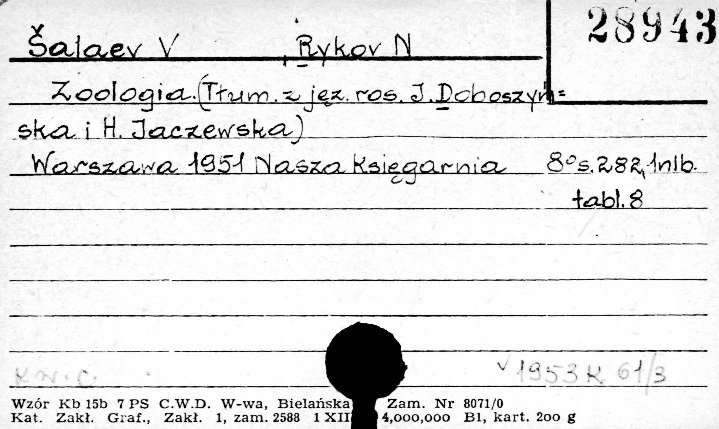 28943
Šalaev V , Rykov N
Zoologia. (Tłum. z jęz. ros. J. Doboszyń=
ska i H. Jaczewska)
Warszawa 1951 Nasza Księgarnia 8° s. 282, 1 nlb.
tabl. 8
√ 1953 K 61/3
Wzór Kb 15b 7 PS C.W.D. W-wa, Bielańska Zam. Nr 8071/0
Kat. Zakł. Graf., Zakł. 1, zam. 2588 1 XII 4,000,000 B1, kart. 200 g